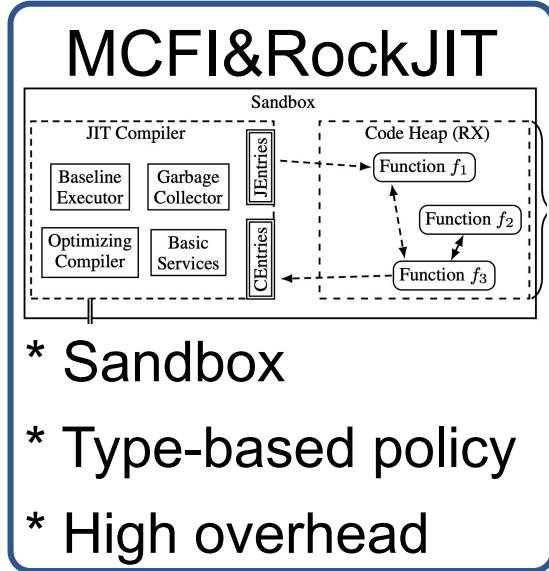 MCFI&RockJIT
Sandbox
JIT Compiler
Baseline
Executor
Garbage
Collector
Optimizing
Compiler
Basic
Services
JEntries
CEntries
Code Heap (RX)
Function f₁
Function f₂
Function f₃
* Sandbox
* Type-based policy
* High overhead